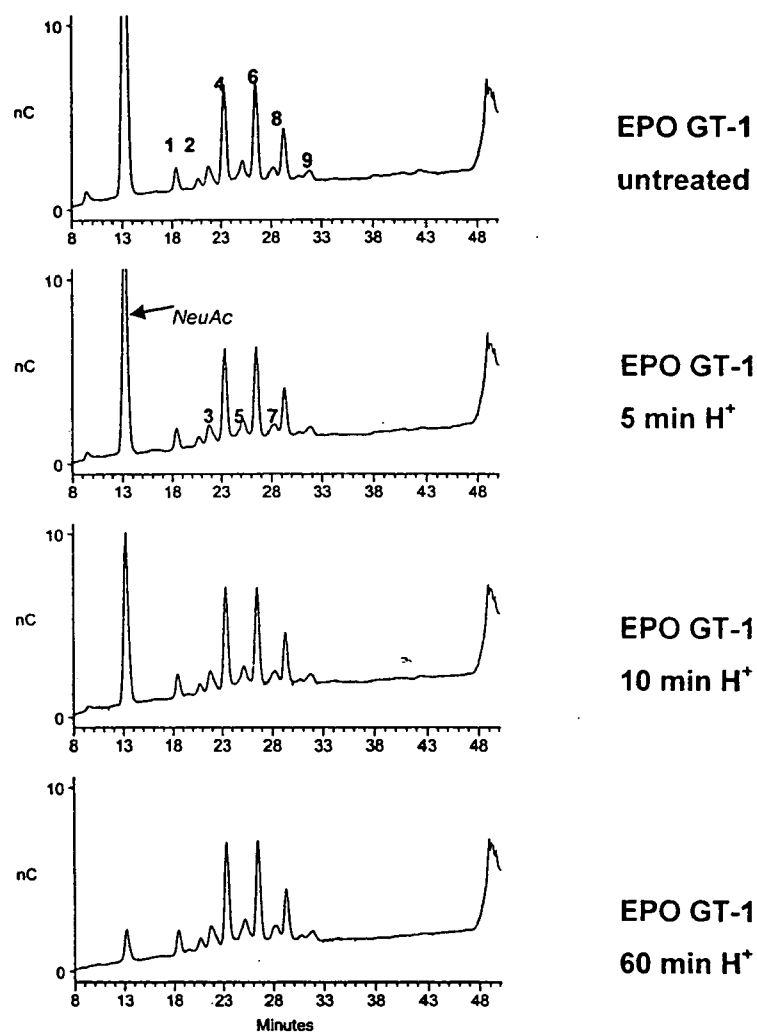 10
nC
0
1 2 4 6 8 9
8 13 18 23 28 33 38 43 48
EPO GT-1
untreated
10
nC
0
NeuAc
3 5 7
8 13 18 23 28 33 38 43 48
EPO GT-1
5 min H⁺
10
nC
0
8 13 18 23 28 33 38 43 48
EPO GT-1
10 min H⁺
10
nC
0
8 13 18 23 28 33 38 43 48
Minutes
EPO GT-1
60 min H⁺